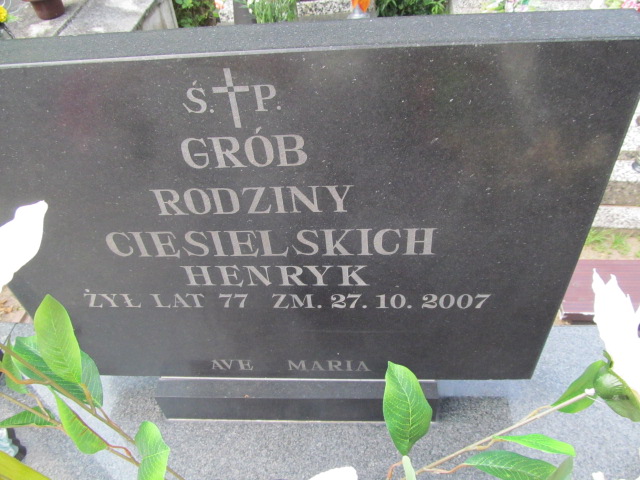 Ś. P.
GRÓB
RODZINY
CIESIELSKICH
HENRYK
ŻYŁ LAT 77 ZM. 27. 10. 2007
AVE MARIA